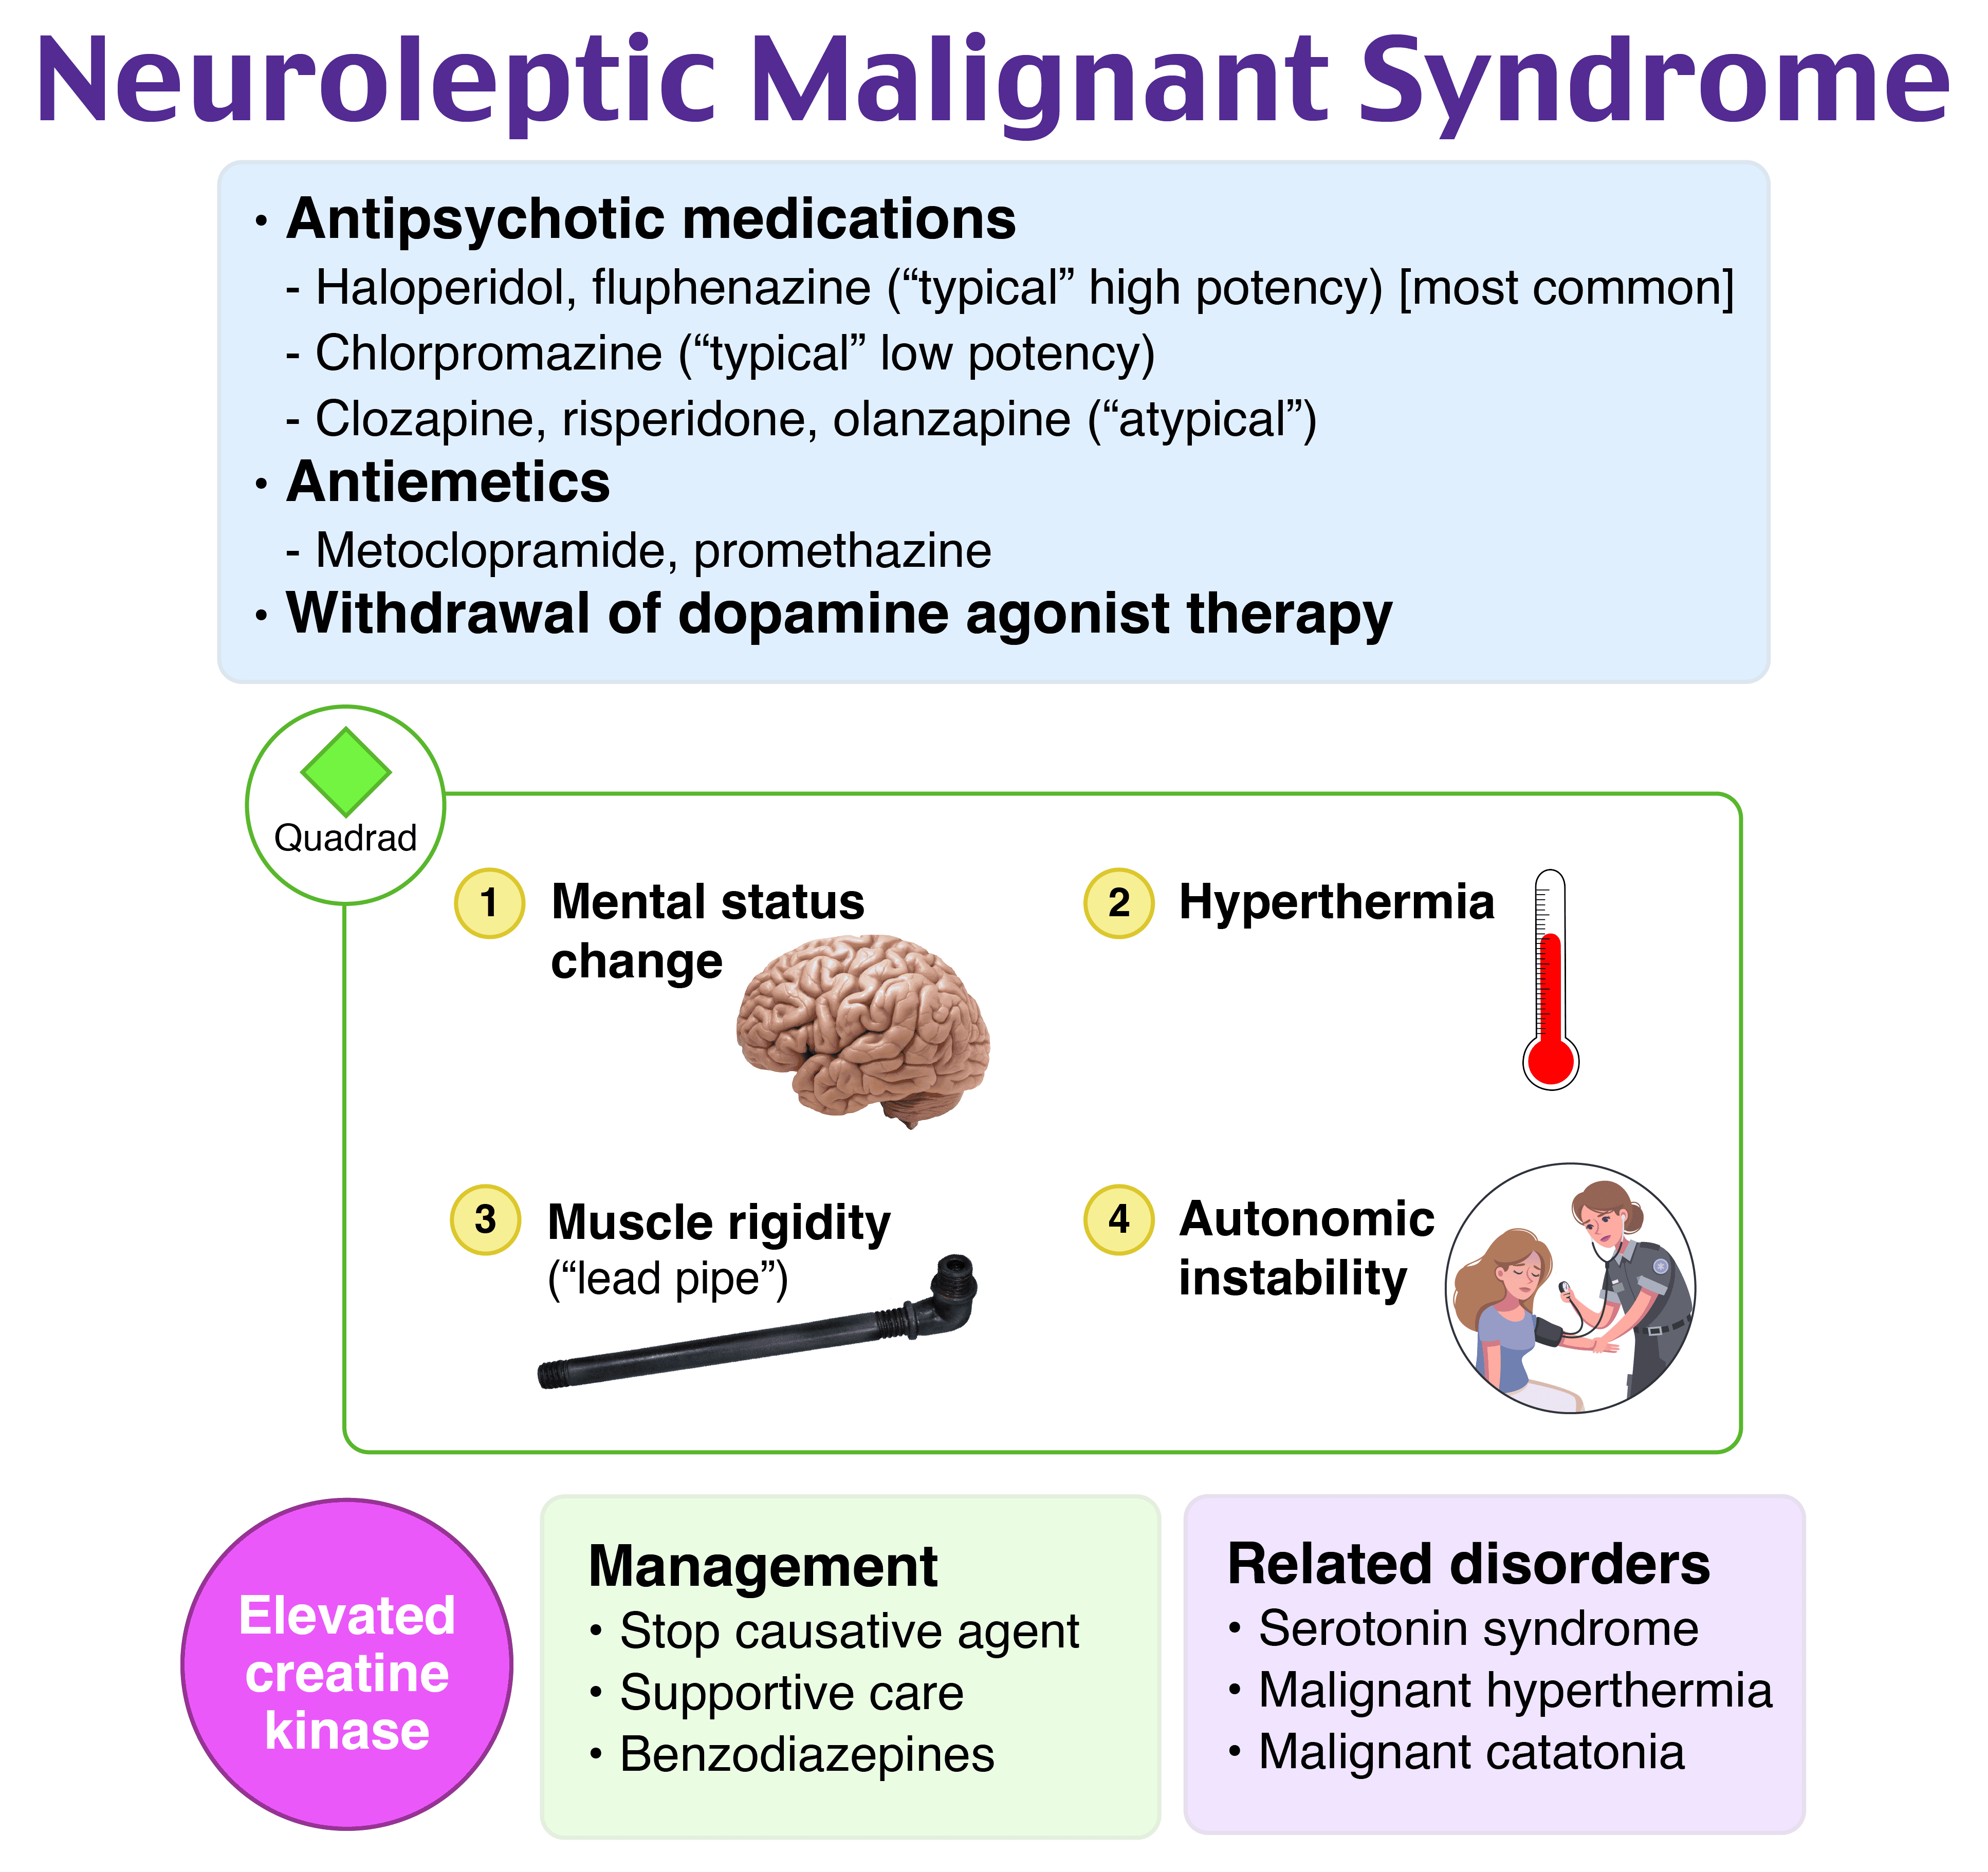 Neuroleptic Malignant Syndrome
• Antipsychotic medications
- Haloperidol, fluphenazine (“typical” high potency) [most common]
- Chlorpromazine (“typical” low potency)
- Clozapine, risperidone, olanzapine (“atypical”)
• Antiemetics
- Metoclopramide, promethazine
• Withdrawal of dopamine agonist therapy
Quadrad
1 Mental status
change
2 Hyperthermia
3 Muscle rigidity
(“lead pipe”)
4 Autonomic
instability
Elevated
creatine
kinase
Management
• Stop causative agent
• Supportive care
• Benzodiazepines
Related disorders
• Serotonin syndrome
• Malignant hyperthermia
• Malignant catatonia